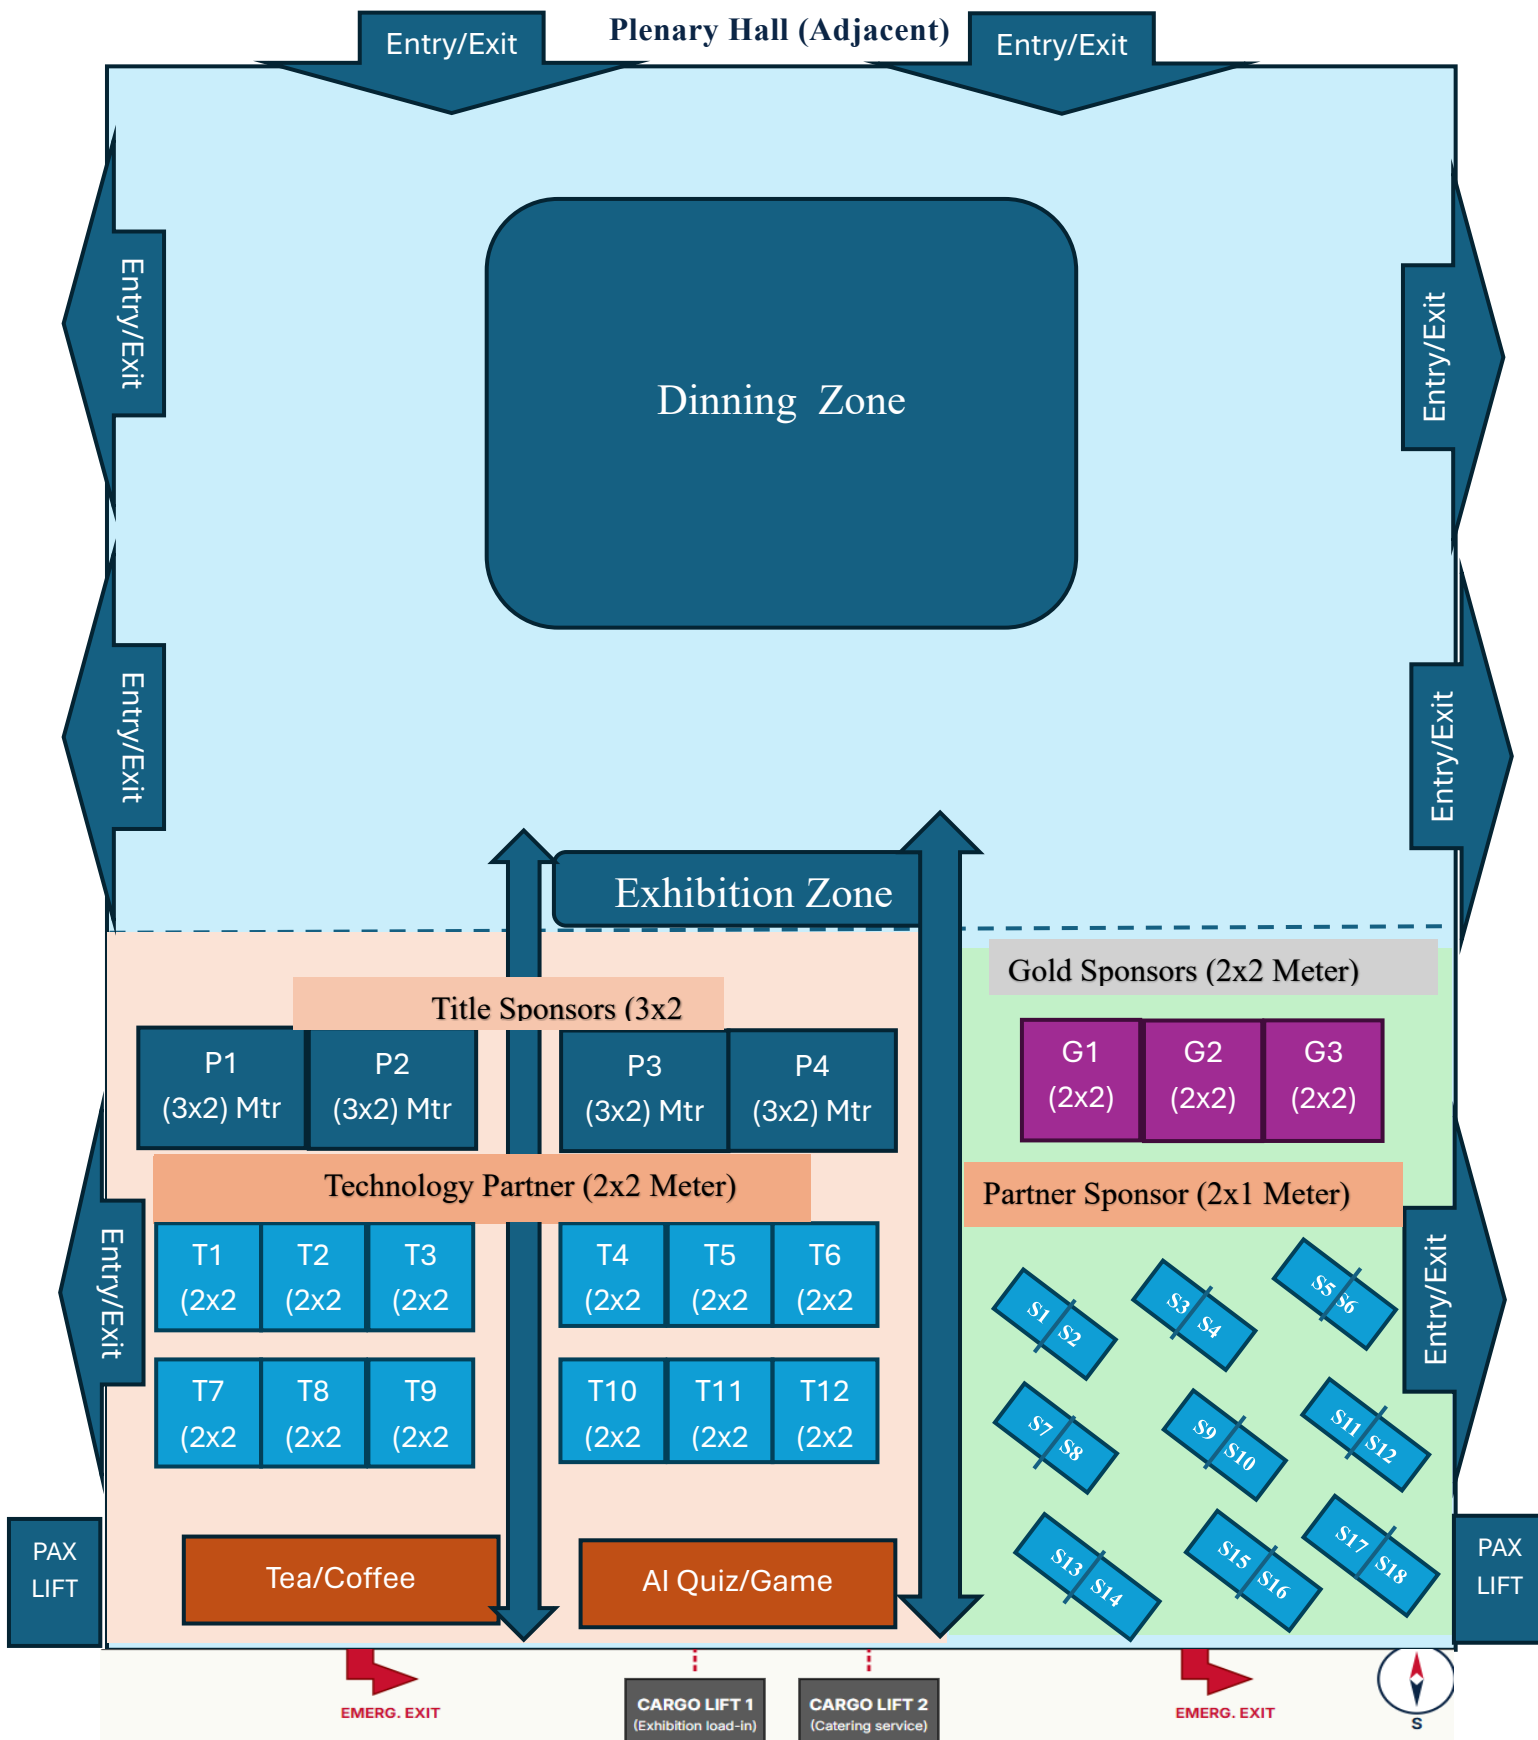 Plenary Hall (Adjacent)
Entry/Exit
Entry/Exit
Entry/Exit
Entry/Exit
Dinning Zone
Entry/Exit
Entry/Exit
Exhibition Zone
Title Sponsors (3x2
Gold Sponsors (2x2 Meter)
P1
(3x2) Mtr
P2
(3x2) Mtr
P3
(3x2) Mtr
P4
(3x2) Mtr
G1
(2x2)
G2
(2x2)
G3
(2x2)
Technology Partner (2x2 Meter)
Partner Sponsor (2x1 Meter)
Entry/Exit
T1
(2x2
T2
(2x2
T3
(2x2
T4
(2x2
T5
(2x2
T6
(2x2
T7
(2x2
T8
(2x2
T9
(2x2
T10
(2x2
T11
(2x2
T12
(2x2
S1 S2
S3 S4
S5 S6
S7 S8
S9 S10
S11 S12
S13 S14
S15 S16
S17 S18
Entry/Exit
PAX
LIFT
Tea/Coffee
AI Quiz/Game
PAX
LIFT
EMERG. EXIT
CARGO LIFT 1
(Exhibition load-in)
CARGO LIFT 2
(Catering service)
EMERG. EXIT
S